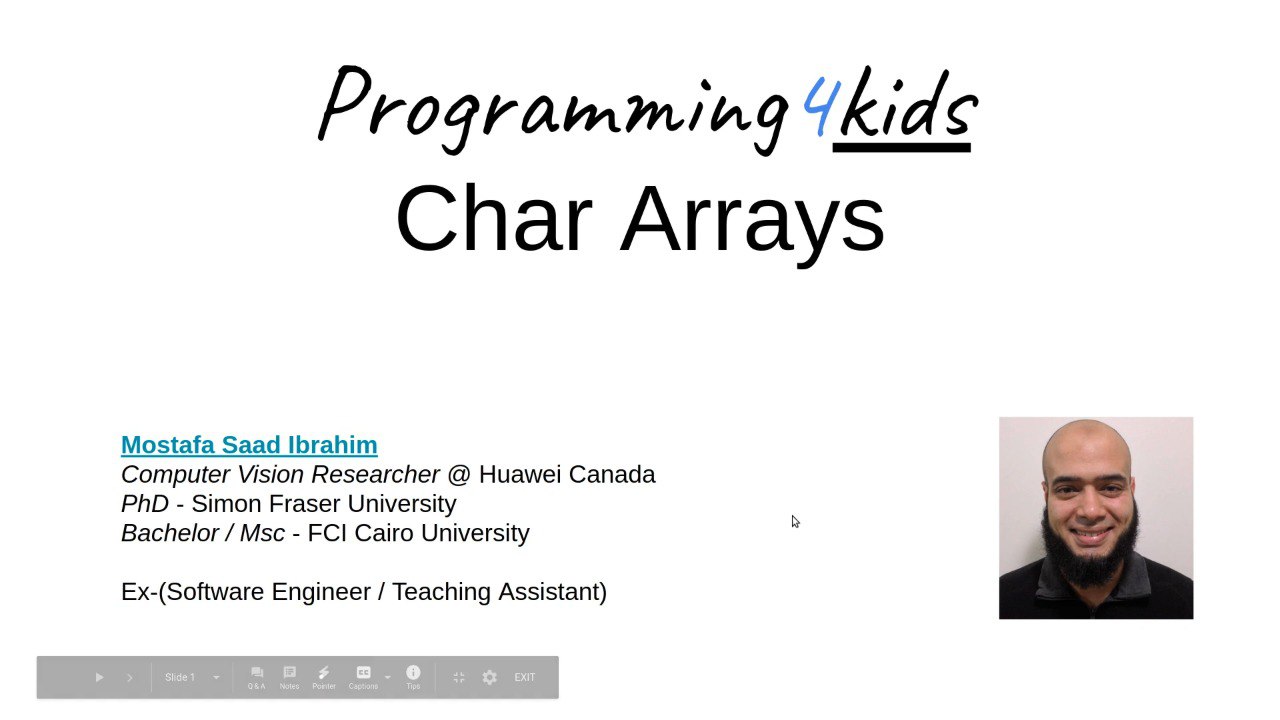 Programming4kids
Char Arrays
Mostafa Saad Ibrahim
Computer Vision Researcher @ Huawei Canada
PhD - Simon Fraser University
Bachelor / Msc - FCI Cairo University
Ex-(Software Engineer / Teaching Assistant)
Slide 1 Q & A Notes Pointer CC Captions Tips EXIT